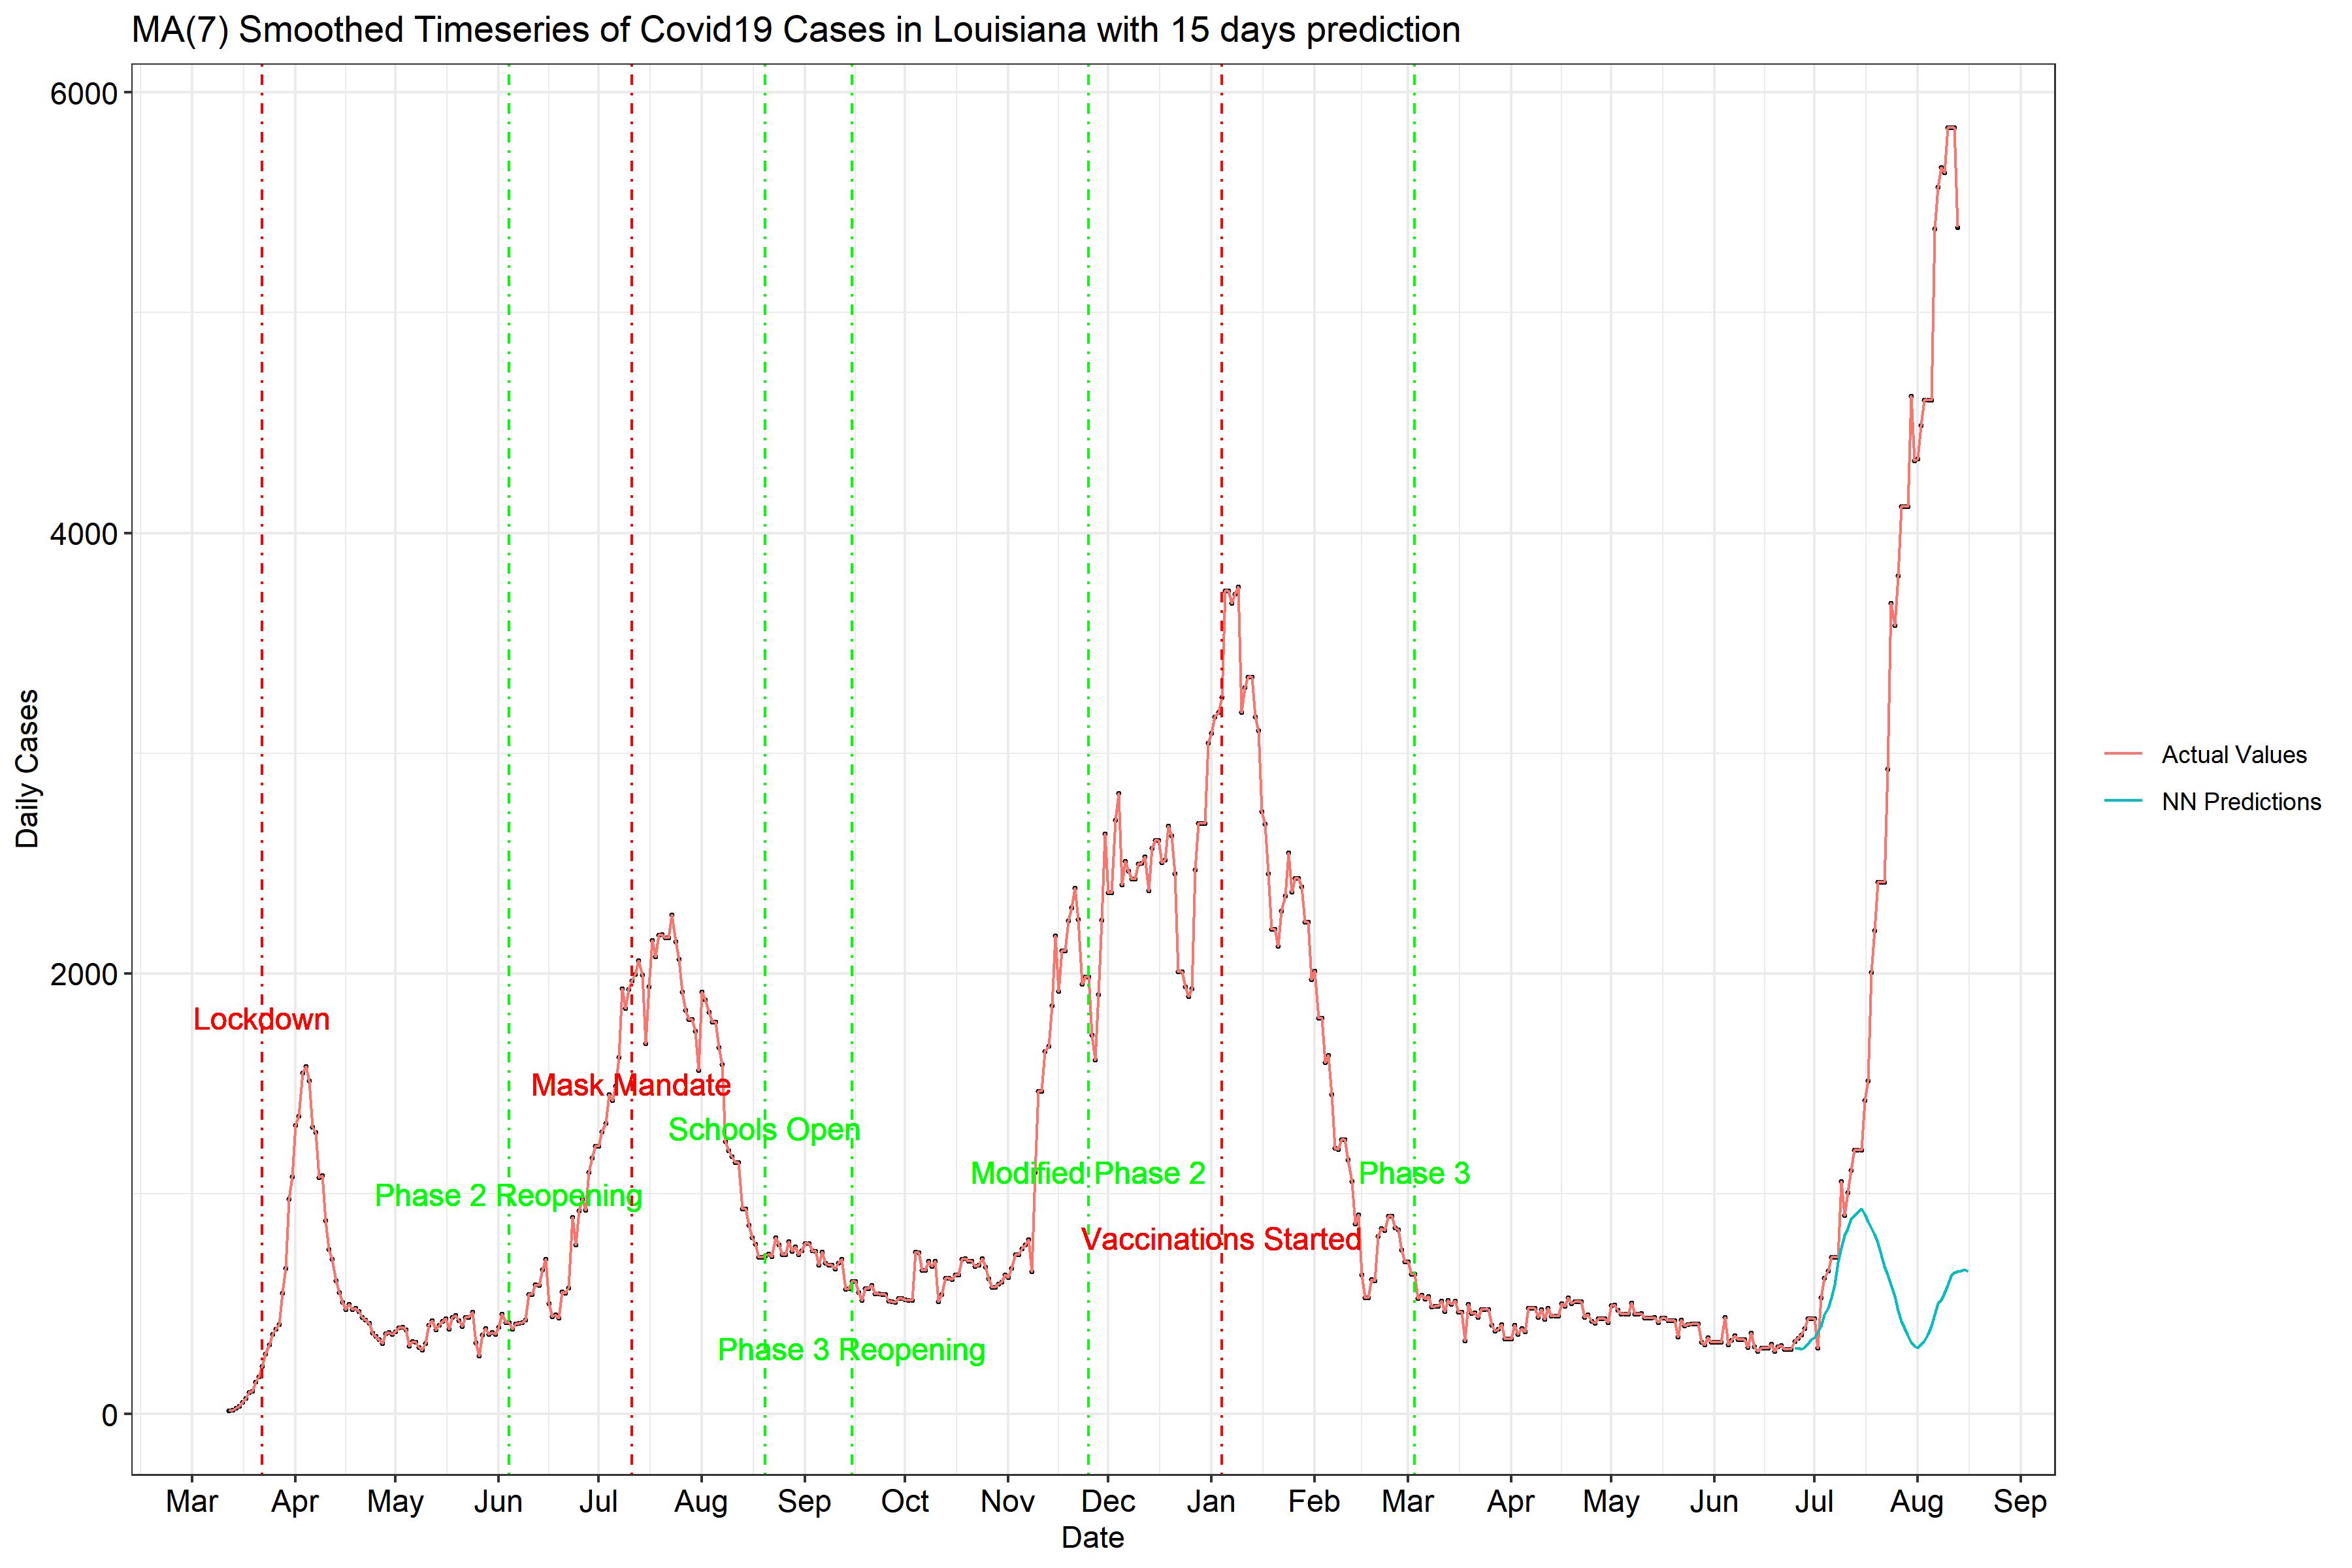 MA(7) Smoothed Timeseries of Covid19 Cases in Louisiana with 15 days prediction
6000
4000
2000
0
Daily Cases
Lockdown
Mask Mandate
Schools Open
Modified Phase 2
Phase 3
Phase 2 Reopening
Vaccinations Started
Phase 3 Reopening
Actual Values
NN Predictions
Mar Apr May Jun Jul Aug Sep Oct Nov Dec Jan Feb Mar Apr May Jun Jul Aug Sep
Date